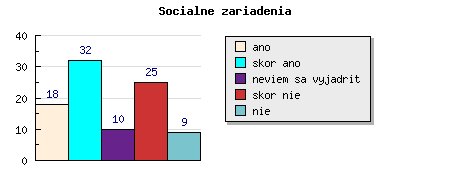 Socialne zariadenia
40
30
20
10
0
18
32
10
25
9
ano
skor ano
neviem sa vyjadrit
skor nie
nie